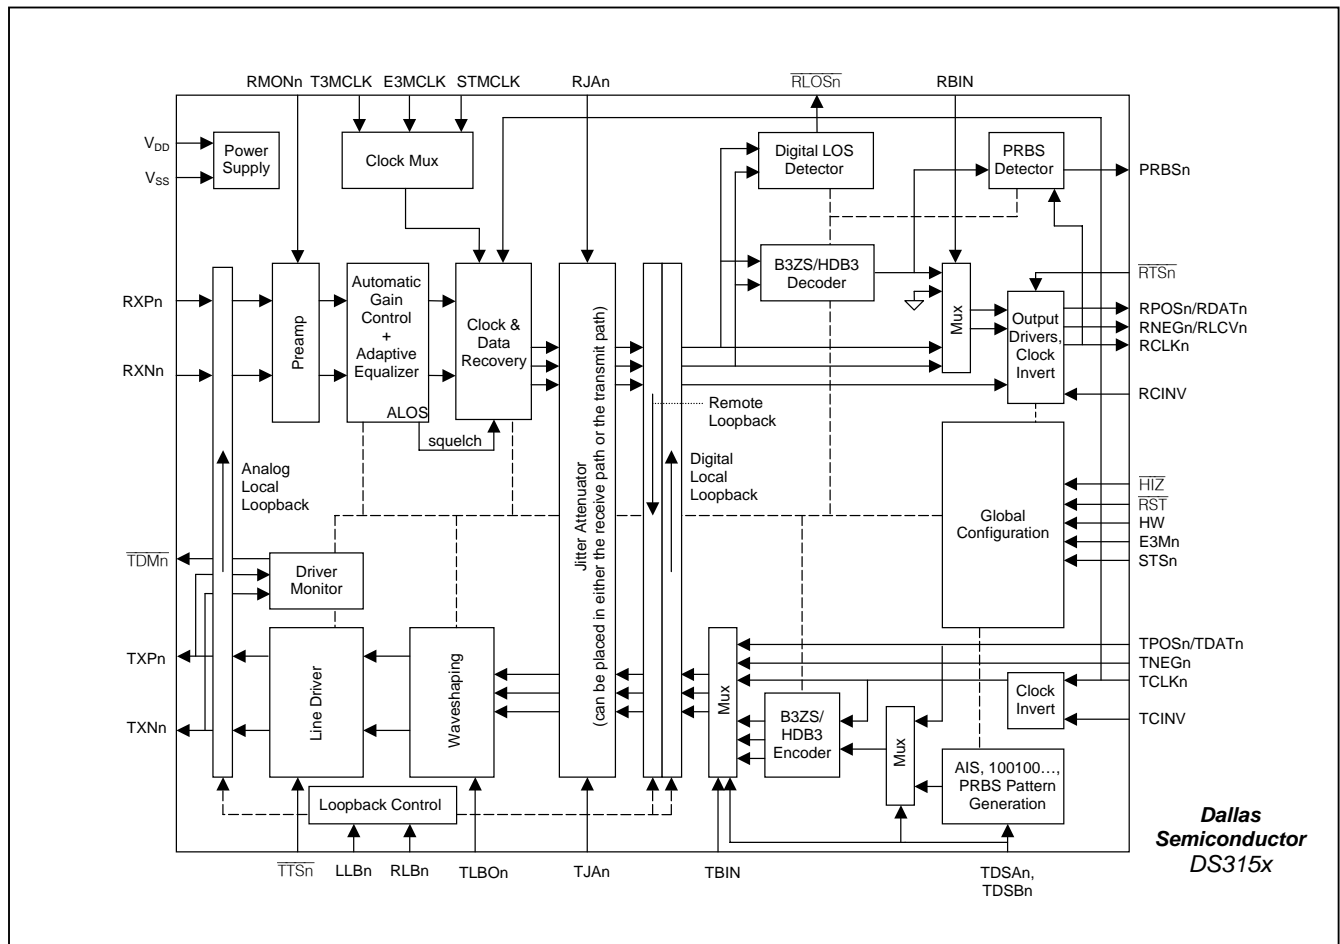 RMONn T3MCLK E3MCLK STMCLK RJAn RLOSn RBIN
VDD
VSS
Power
Supply
Clock Mux
Digital LOS
Detector
PRBS
Detector
PRBSn
RXPn
RXNn
Preamp
Automatic
Gain
Control
+
Adaptive
Equalizer
ALOS
squelch
Clock &
Data
Recovery
Jitter Attenuator
(can be placed in either the receive path or the transmit path)
B3ZS/HDB3
Decoder
Mux
Output
Drivers,
Clock
Invert
RTSn
RPOSn/RDATn
RNEGn/RLCVn
RCLKn
RCINV
Remote
Loopback
Analog
Local
Loopback
Digital
Local
Loopback
Global
Configuration
HIZ
RST
HW
E3Mn
STSn
TDMn
Driver
Monitor
TXPn
TXNn
Line Driver
Waveshaping
Mux
B3ZS/
HDB3
Encoder
Mux
Clock
Invert
TPOSn/TDATn
TNEGn
TCLKn
TCINV
AIS, 100100...,
PRBS Pattern
Generation
Loopback Control
TTSn LLBn RLBn TLBOn TJAn TBIN TDSAn,
TDSBn
Dallas
Semiconductor
DS315x